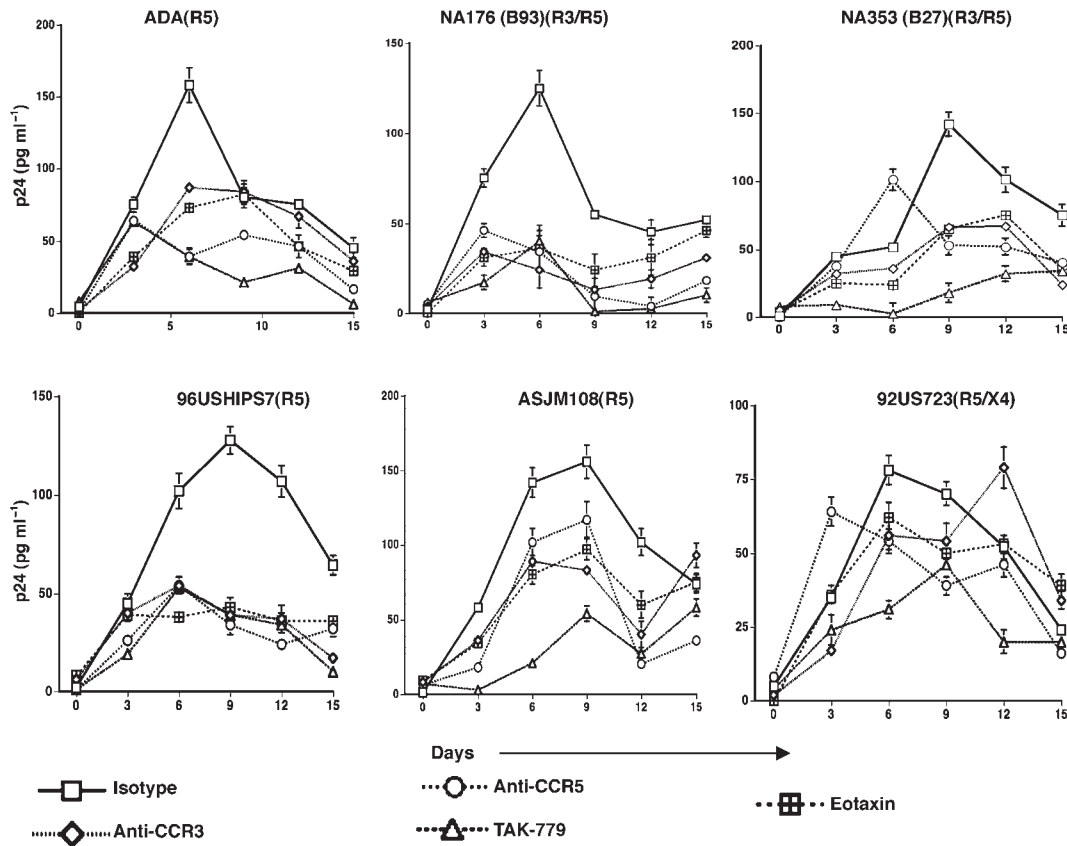 ADA(R5)
NA176 (B93)(R3/R5)
NA353 (B27)(R3/R5)
p24 (pg ml⁻¹)
200
150
100
50
0
0 5 10 15
150
100
50
0
0 3 6 9 12 15
200
150
100
50
0
0 3 6 9 12 15
96USHIPS7(R5)
ASJM108(R5)
92US723(R5/X4)
p24 (pg ml⁻¹)
150
100
50
0
0 3 6 9 12 15
200
150
100
50
0
0 3 6 9 12 15
100
75
50
25
0
0 3 6 9 12 15
Days
Isotype
Anti-CCR5
Eotaxin
Anti-CCR3
TAK-779